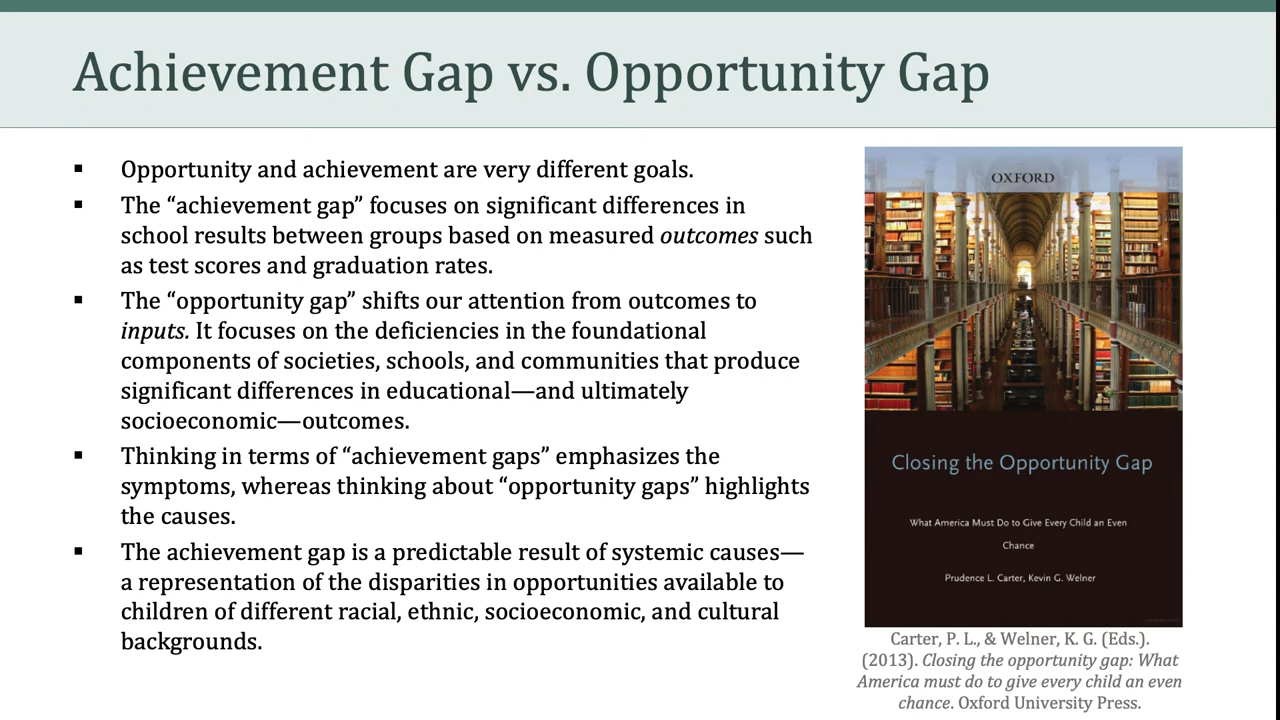 Achievement Gap vs. Opportunity Gap
▪ Opportunity and achievement are very different goals.
▪ The “achievement gap” focuses on significant differences in
school results between groups based on measured outcomes such
as test scores and graduation rates.
▪ The “opportunity gap” shifts our attention from outcomes to
inputs. It focuses on the deficiencies in the foundational
components of societies, schools, and communities that produce
significant differences in educational—and ultimately
socioeconomic—outcomes.
▪ Thinking in terms of “achievement gaps” emphasizes the
symptoms, whereas thinking about “opportunity gaps” highlights
the causes.
▪ The achievement gap is a predictable result of systemic causes—
a representation of the disparities in opportunities available to
children of different racial, ethnic, socioeconomic, and cultural
backgrounds.
OXFORD
Closing the Opportunity Gap
What America Must Do to Give Every Child an Even
Chance
Prudence L. Carter, Kevin G. Welner
Carter, P. L., & Welner, K. G. (Eds.).
(2013). Closing the opportunity gap: What
America must do to give every child an even
chance. Oxford University Press.